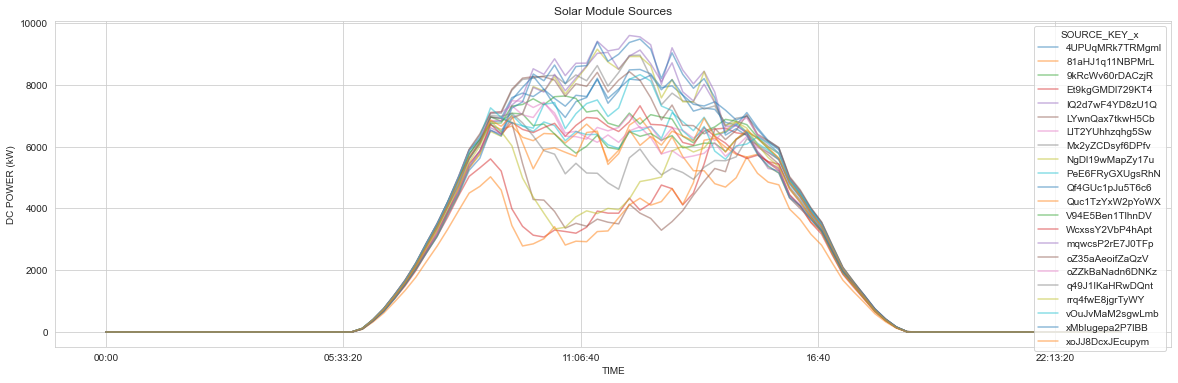 Solar Module Sources
10000
8000
6000
4000
2000
0
DC POWER (kW)
00:00
05:33:20
11:06:40
16:40
22:13:20
TIME
SOURCE_KEY_x
4UPUqMRk7TRMgml
81aHJ1q11NBPMrL
9kRcWv60rDACzjR
Et9kgGMDl729KT4
IQ2d7wF4YD8zU1Q
LYwnQax7tkwH5Cb
LlT2YUhhzqhg5Sw
Mx2yZCDsyf6DPfv
NgDl19wMapZy17u
PeE6FRyGXUgsRhN
Qf4GUc1pJu5T6c6
Quc1TzYxW2pYoWX
V94E5Ben1TlhnDV
WcxssY2VbP4hApt
mqwcsP2rE7J0TFp
oZ35aAeoifZaQzV
oZZkBaNadn6DNKz
q49J1IKaHRwDQnt
rrq4fwE8jgrTyWY
vOuJvMaM2sgwLmb
xMbIugepa2P7lBB
xoJJ8DcxJEcupym